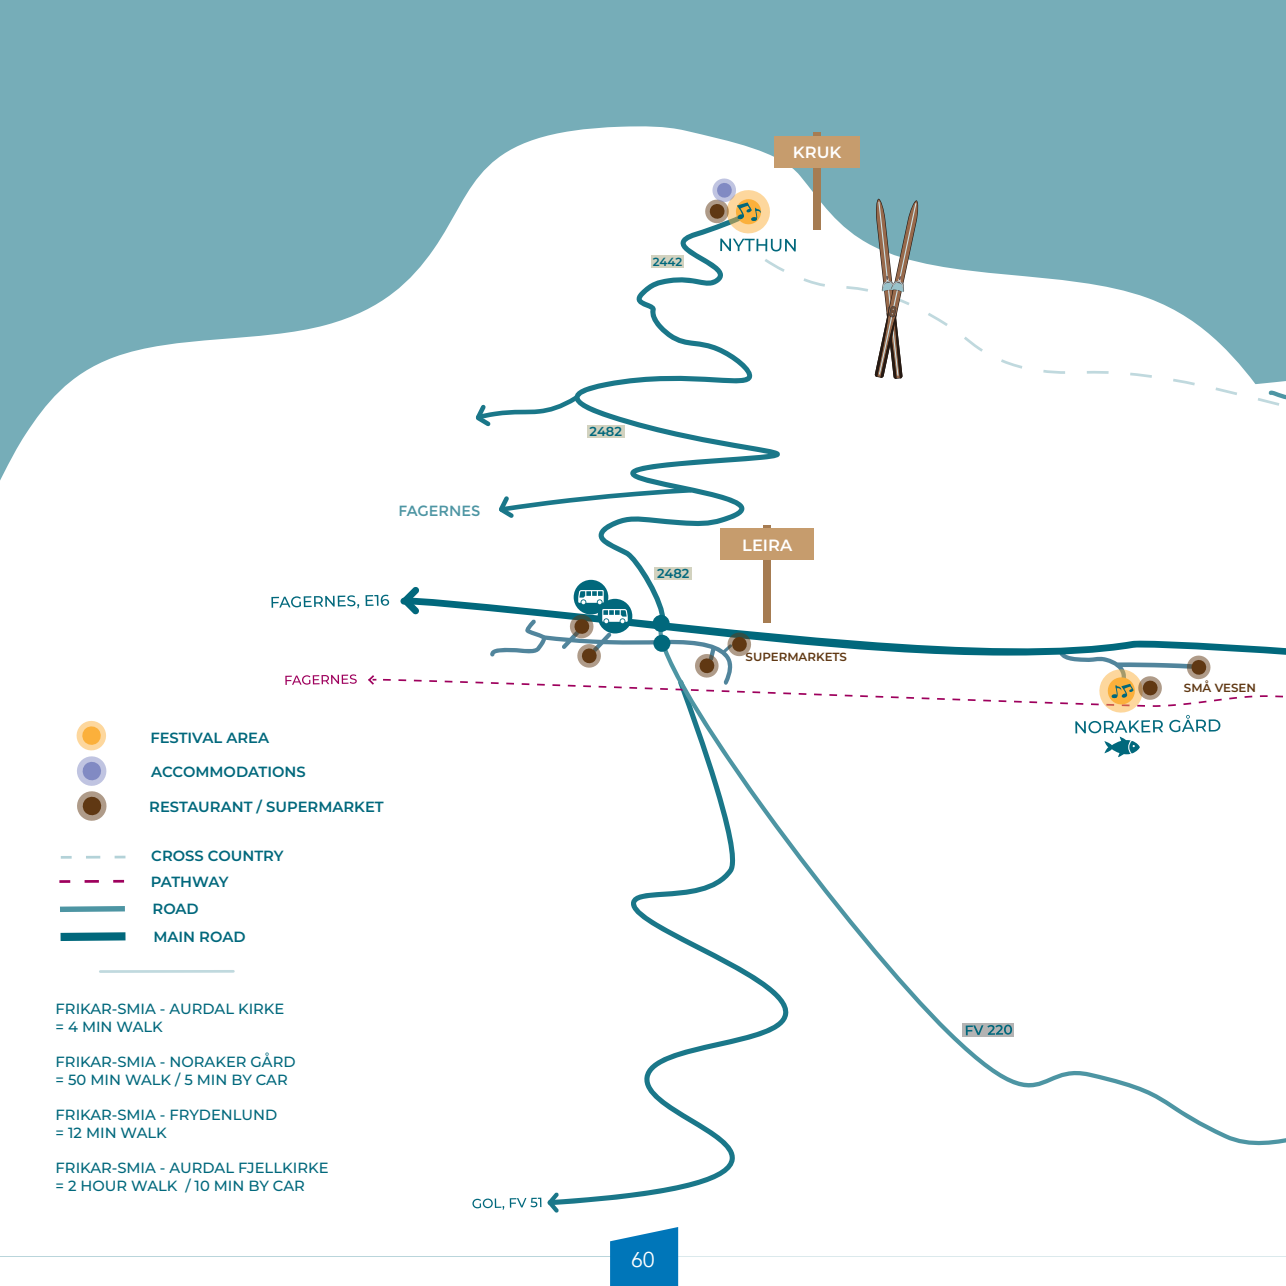 KRUK
NYTHUN
2442
2482
FAGERNES
LEIRA
2482
FAGERNES, E16
SUPERMARKETS
FAGERNES
SMÅ VESEN
NORAKER GÅRD
FESTIVAL AREA
ACCOMMODATIONS
RESTAURANT / SUPERMARKET
CROSS COUNTRY
PATHWAY
ROAD
MAIN ROAD
FRIKAR-SMIA - AURDAL KIRKE
= 4 MIN WALK
FRIKAR-SMIA - NORAKER GÅRD
= 50 MIN WALK / 5 MIN BY CAR
FRIKAR-SMIA - FRYDENLUND
= 12 MIN WALK
FRIKAR-SMIA - AURDAL FJELLKIRKE
= 2 HOUR WALK / 10 MIN BY CAR
FV 220
GOL, FV 51
60